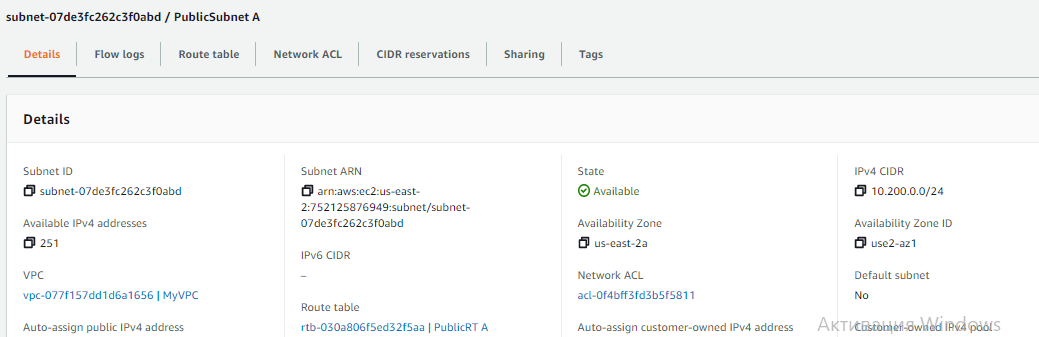 subnet-07de3fc262c3f0abd / PublicSubnet A
Details
Flow logs
Route table
Network ACL
CIDR reservations
Sharing
Tags
Details
Subnet ID
subnet-07de3fc262c3f0abd
Available IPv4 addresses
251
VPC
vpc-077f157dd1d6a1656 | MyVPC
Auto-assign public IPv4 address
Subnet ARN
arn:aws:ec2:us-east-
2:752125876949:subnet/subnet-
07de3fc262c3f0abd
IPv6 CIDR
–
Route table
rtb-030a806f5ed32f5aa | PublicRT A
State
Available
Availability Zone
us-east-2a
Network ACL
acl-0f4bff3fd3b5f5811
Auto-assign customer-owned IPv4 address
IPv4 CIDR
10.200.0.0/24
Availability Zone ID
use2-az1
Default subnet
No
Customer-owned IPv4 pool
Активация Windows